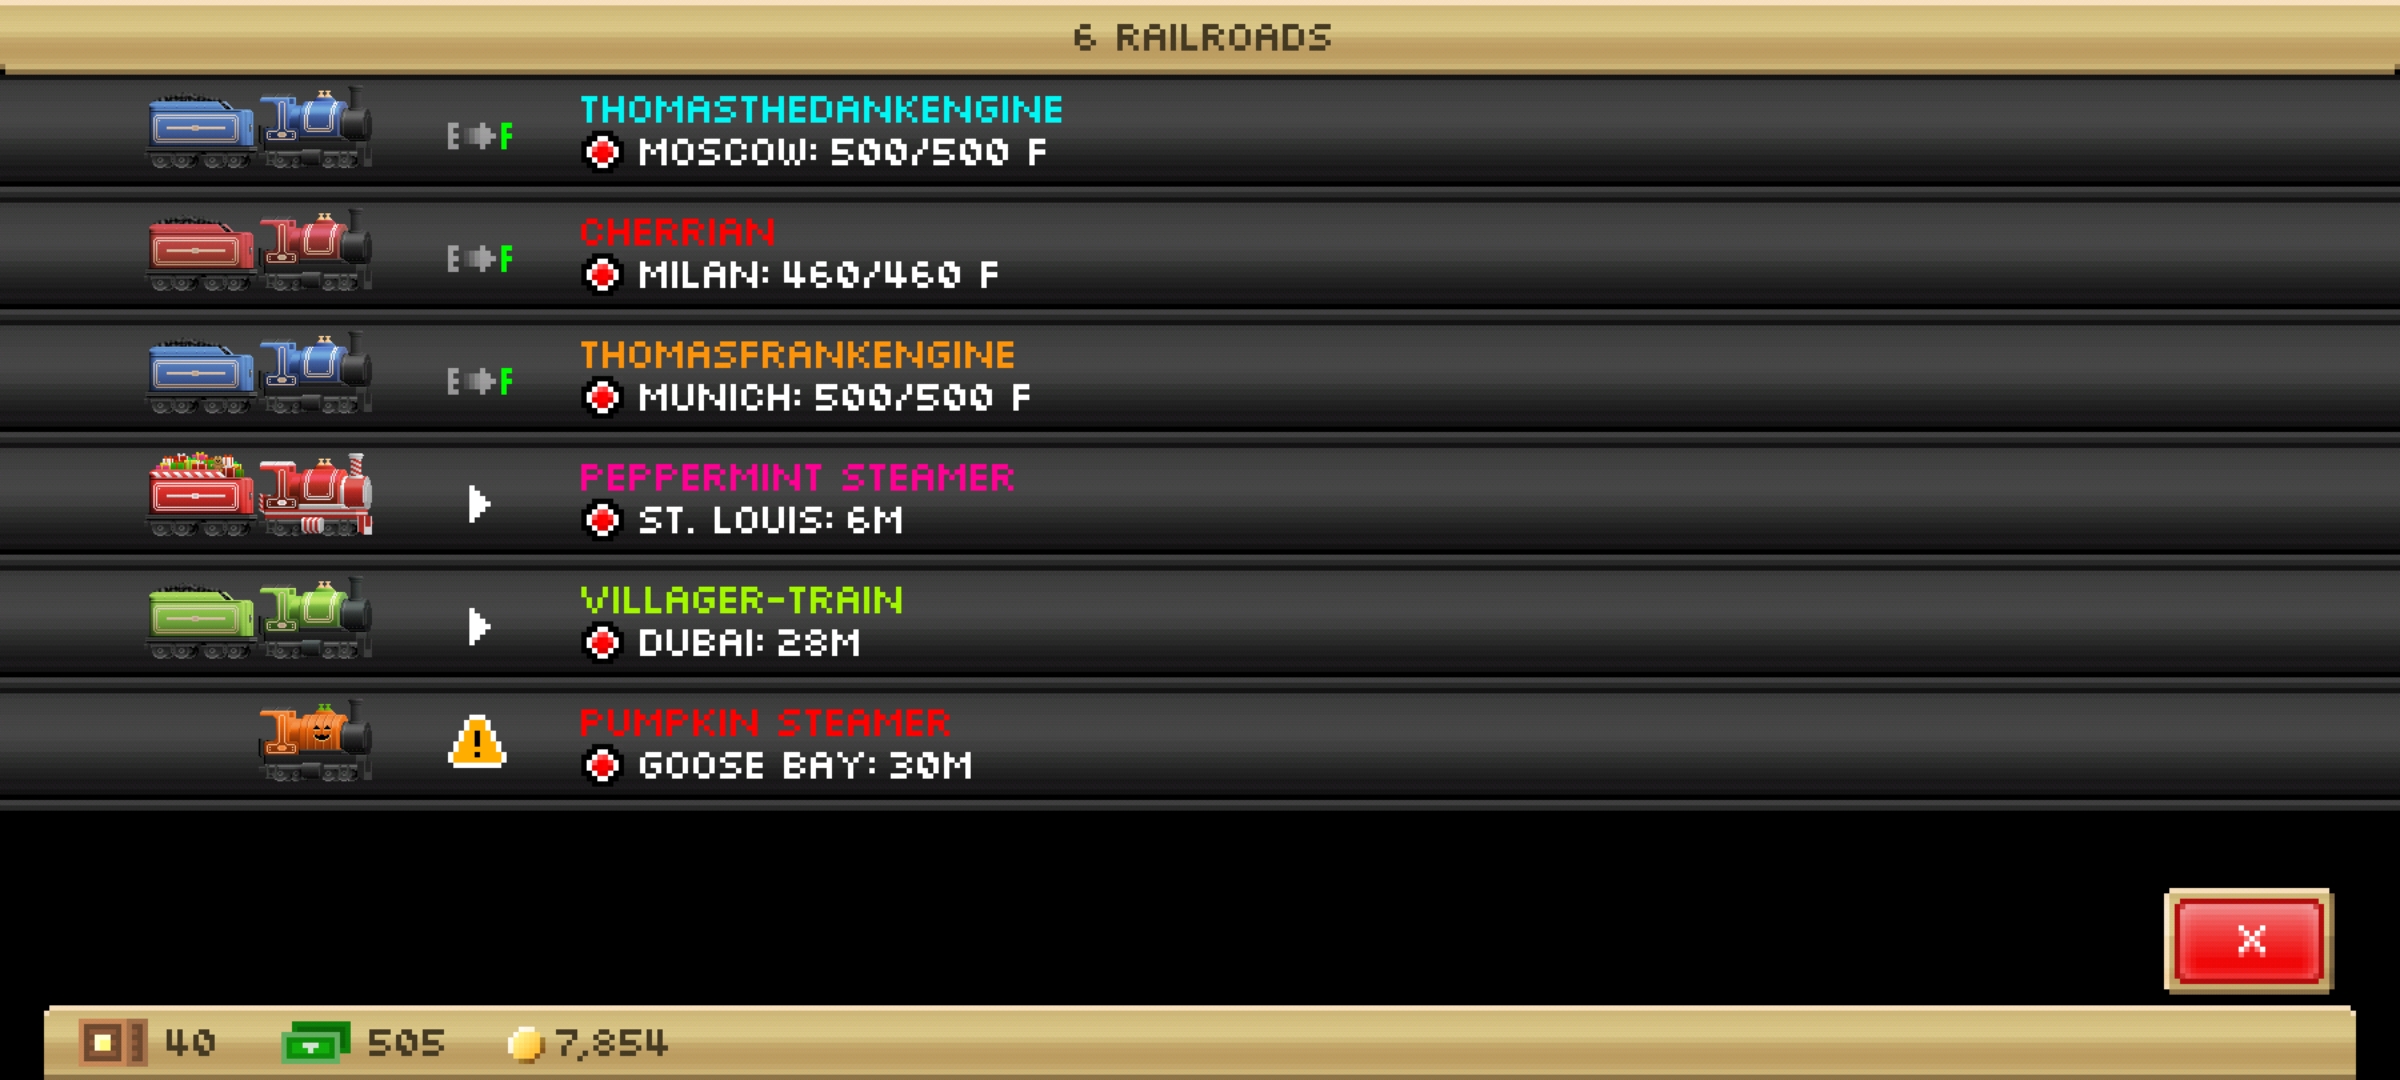 6 RAILROADS
E F
THOMASTHEDANKENGINE
MOSCOW: 500/500 F
E F
CHERRIAN
MILAN: 460/460 F
E F
THOMASFRANKENGINE
MUNICH: 500/500 F
PEPPERMINT STEAMER
ST. LOUIS: 6M
VILLAGER-TRAIN
DUBAI: 28M
!
PUMPKIN STEAMER
GOOSE BAY: 30M
X
40 505 7,854